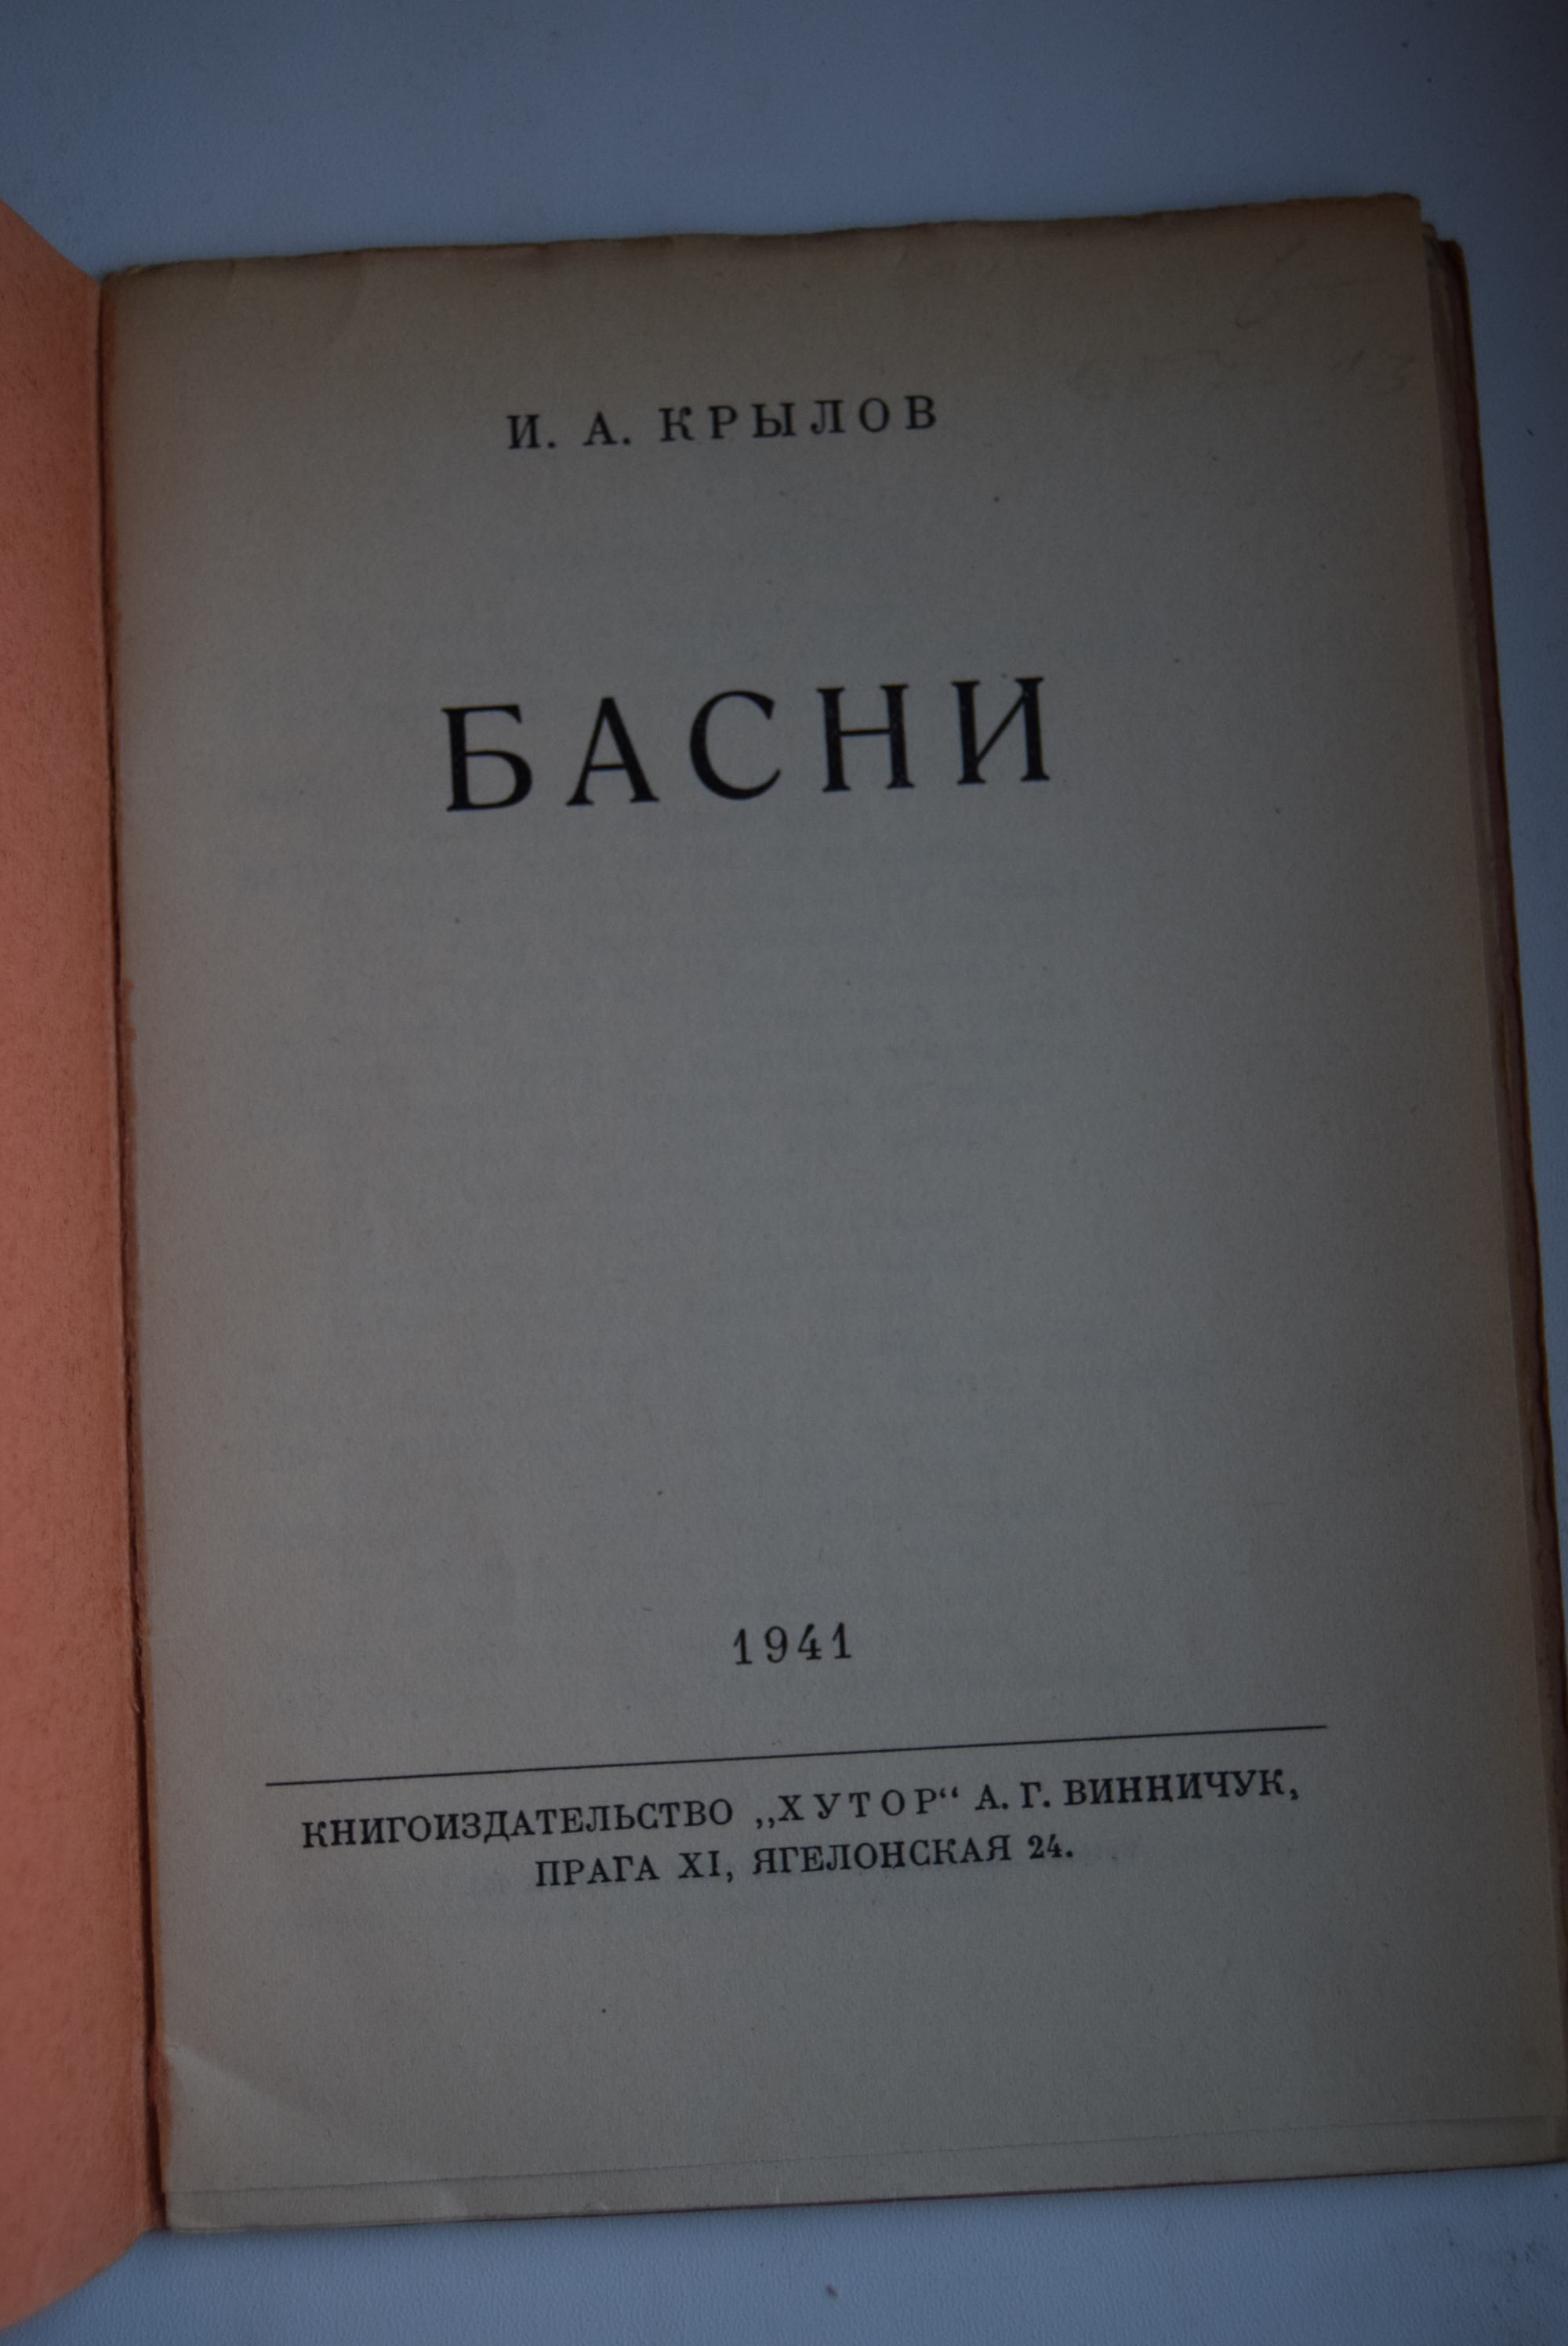 И. А. КРЫЛОВ
БАСНИ
1941
КНИГОИЗДАТЕЛЬСТВО „ХУТОР“ А. Г. ВИННИЧУК,
ПРАГА XI, ЯГЕЛОНСКАЯ 24.